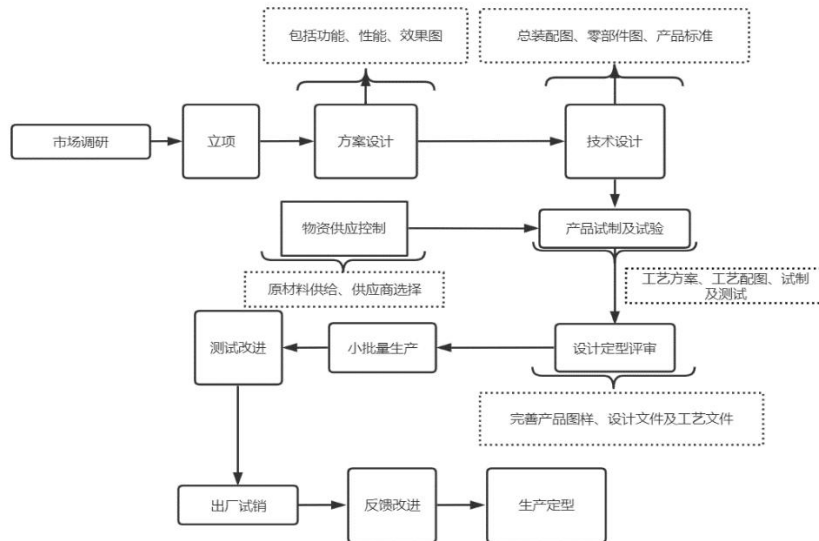 包括功能、性能、效果图
总装配图、零部件图、产品标准
市场调研
立项
方案设计
技术设计
物资供应控制
产品试制及试验
原材料供给、供应商选择
工艺方案、工艺配图、试制
及测试
测试改进
小批量生产
设计定型评审
完善产品图样、设计文件及工艺文件
出厂试销
反馈改进
生产定型